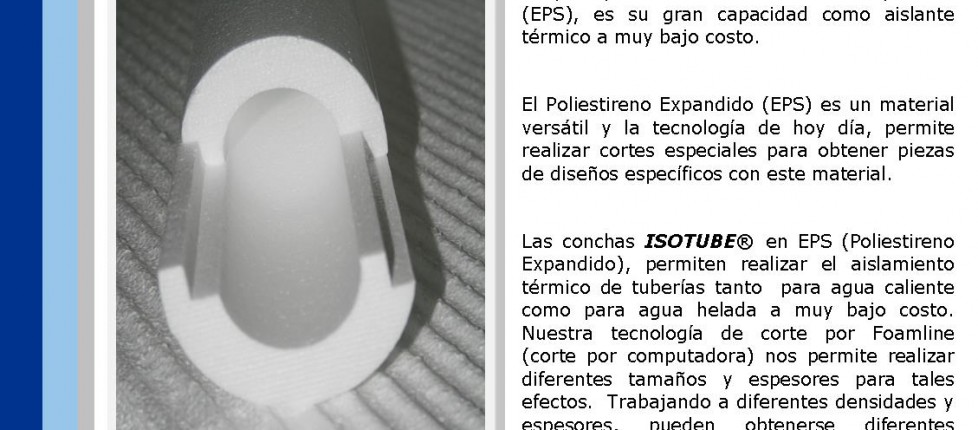 (EPS), es su gran capacidad como aislante
térmico a muy bajo costo.
El Poliestireno Expandido (EPS) es un material
versátil y la tecnología de hoy día, permite
realizar cortes especiales para obtener piezas
de diseños específicos con este material.
Las conchas ISOTUBE® en EPS (Poliestireno
Expandido), permiten realizar el aislamiento
térmico de tuberías tanto para agua caliente
como para agua helada a muy bajo costo.
Nuestra tecnología de corte por Foamline
(corte por computadora) nos permite realizar
diferentes tamaños y espesores para tales
efectos. Trabajando a diferentes densidades y
espesores, pueden obtenerse diferentes